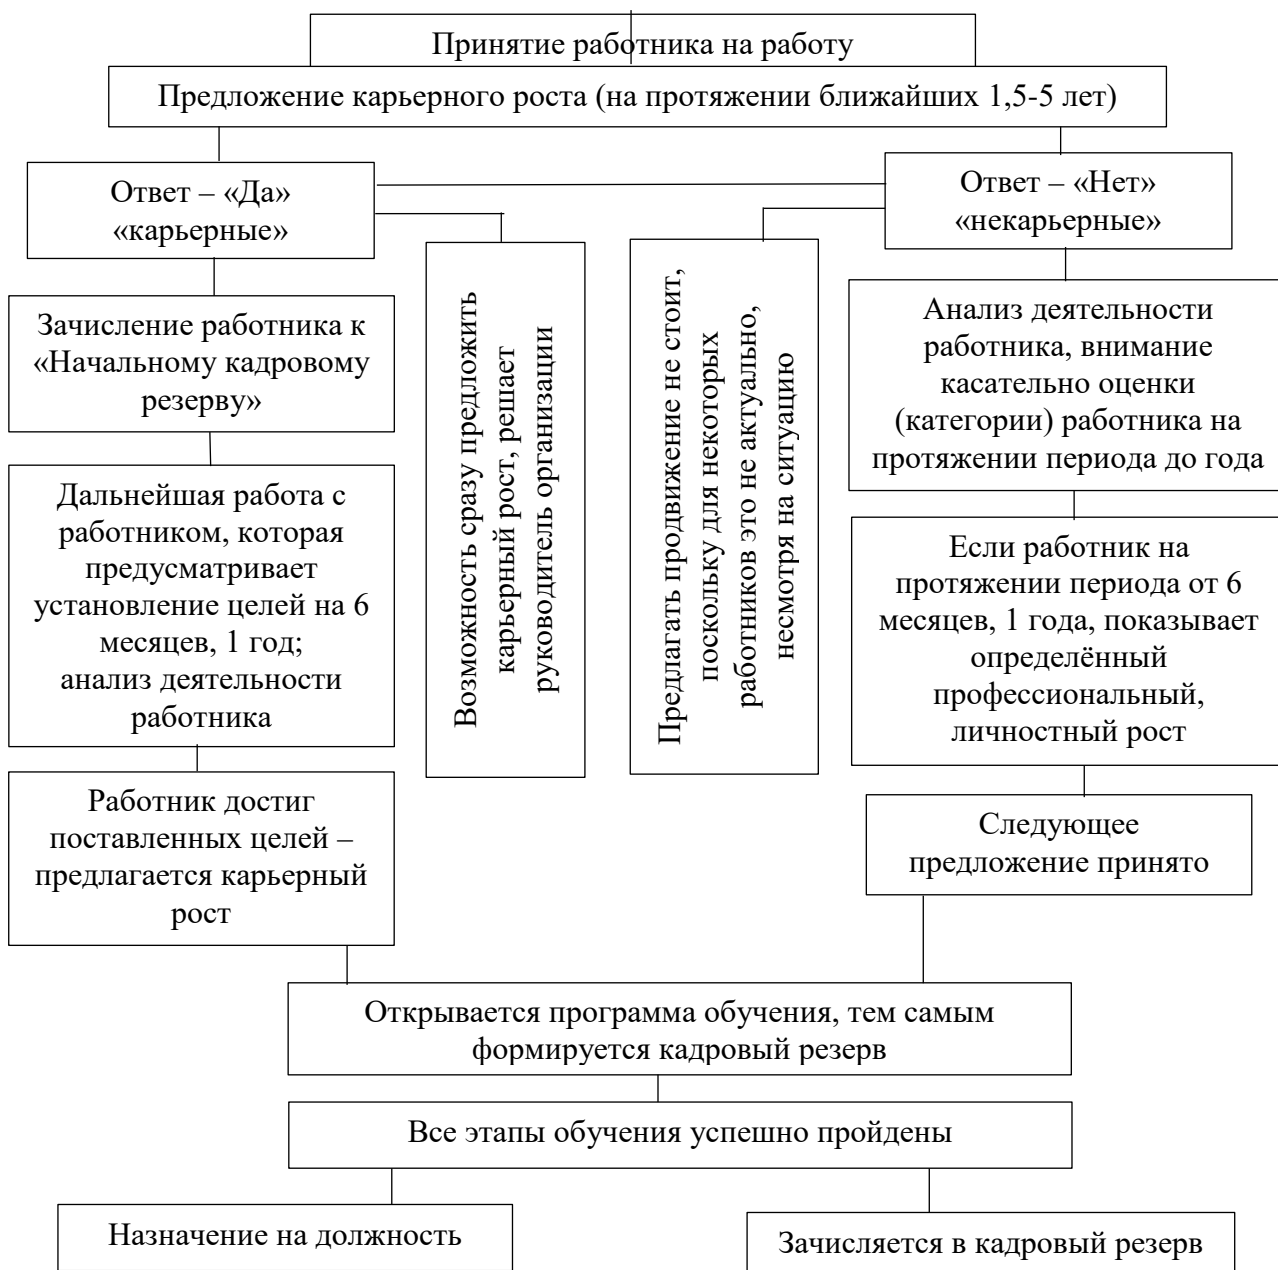 Принятие работника на работу
Предложение карьерного роста (на протяжении ближайших 1,5-5 лет)
Ответ – «Да»
«карьерные»
Ответ – «Нет»
«некарьерные»
Зачисление работника к
«Начальному кадровому
резерву»
Дальнейшая работа с
работником, которая
предусматривает
установление целей на 6
месяцев, 1 год;
анализ деятельности
работника
Работник достиг
поставленных целей –
предлагается карьерный
рост
Возможность сразу предложить
карьерный рост, решает
руководитель организации
Предлагать продвижение не стоит,
поскольку для некоторых
работников это не актуально,
несмотря на ситуацию
Анализ деятельности
работника, внимание
касательно оценки
(категории) работника на
протяжении периода до года
Если работник на
протяжении периода от 6
месяцев, 1 года, показывает
определённый
профессиональный,
личностный рост
Следующее
предложение принято
Открывается программа обучения, тем самым
формируется кадровый резерв
Все этапы обучения успешно пройдены
Назначение на должность
Зачисляется в кадровый резерв